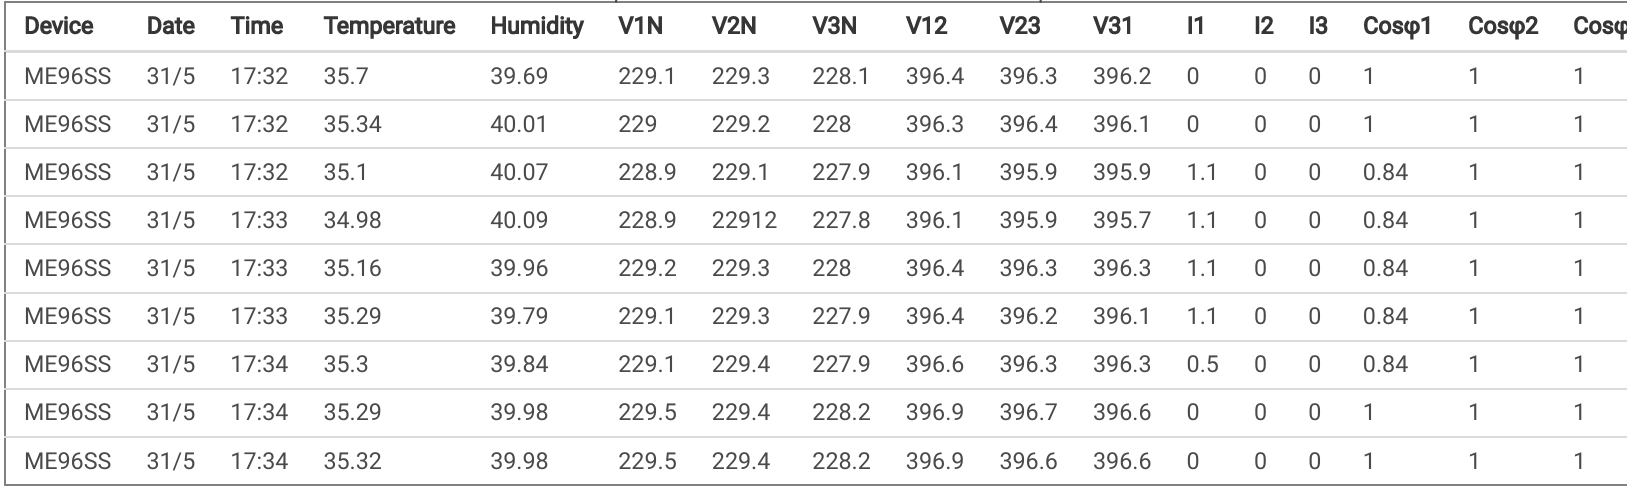 Device Date Time Temperature Humidity V1N V2N V3N V12 V23 V31 I1 I2 I3 Cosφ1 Cosφ2 Cosφ
ME96SS 31/5 17:32 35.7 39.69 229.1 229.3 228.1 396.4 396.3 396.2 0 0 0 1 1 1
ME96SS 31/5 17:32 35.34 40.01 229 229.2 228 396.3 396.4 396.1 0 0 0 1 1 1
ME96SS 31/5 17:32 35.1 40.07 228.9 229.1 227.9 396.1 395.9 395.9 1.1 0 0 0.84 1 1
ME96SS 31/5 17:33 34.98 40.09 228.9 22912 227.8 396.1 395.9 395.7 1.1 0 0 0.84 1 1
ME96SS 31/5 17:33 35.16 39.96 229.2 229.3 228 396.4 396.3 396.3 1.1 0 0 0.84 1 1
ME96SS 31/5 17:33 35.29 39.79 229.1 229.3 227.9 396.4 396.2 396.1 1.1 0 0 0.84 1 1
ME96SS 31/5 17:34 35.3 39.84 229.1 229.4 227.9 396.6 396.3 396.3 0.5 0 0 0.84 1 1
ME96SS 31/5 17:34 35.29 39.98 229.5 229.4 228.2 396.9 396.7 396.6 0 0 0 1 1 1
ME96SS 31/5 17:34 35.32 39.98 229.5 229.4 228.2 396.9 396.6 396.6 0 0 0 1 1 1